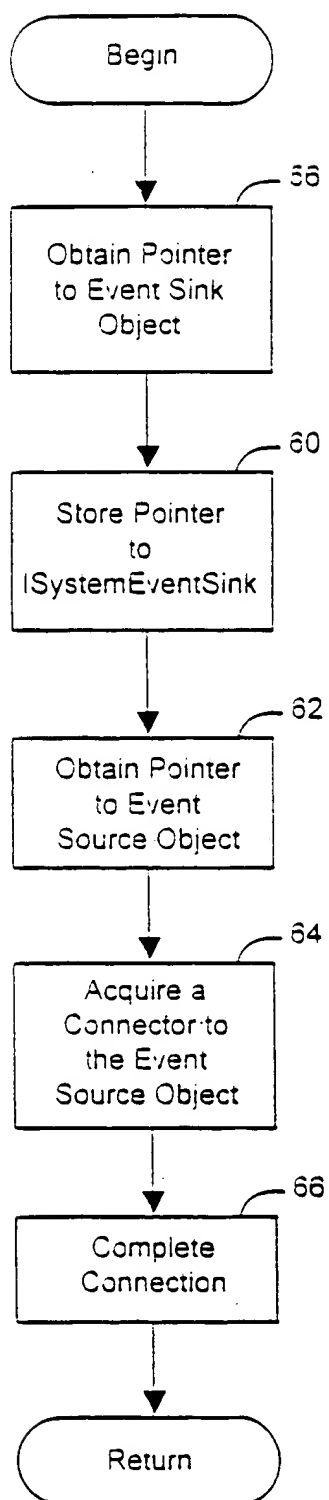 Begin
Obtain Pointer
to Event Sink
Object
60
Store Pointer
to
ISystemEventSink
62
Obtain Pointer
to Event
Source Object
64
Acquire a
Connector to
the Event
Source Object
66
Complete
Connection
Return